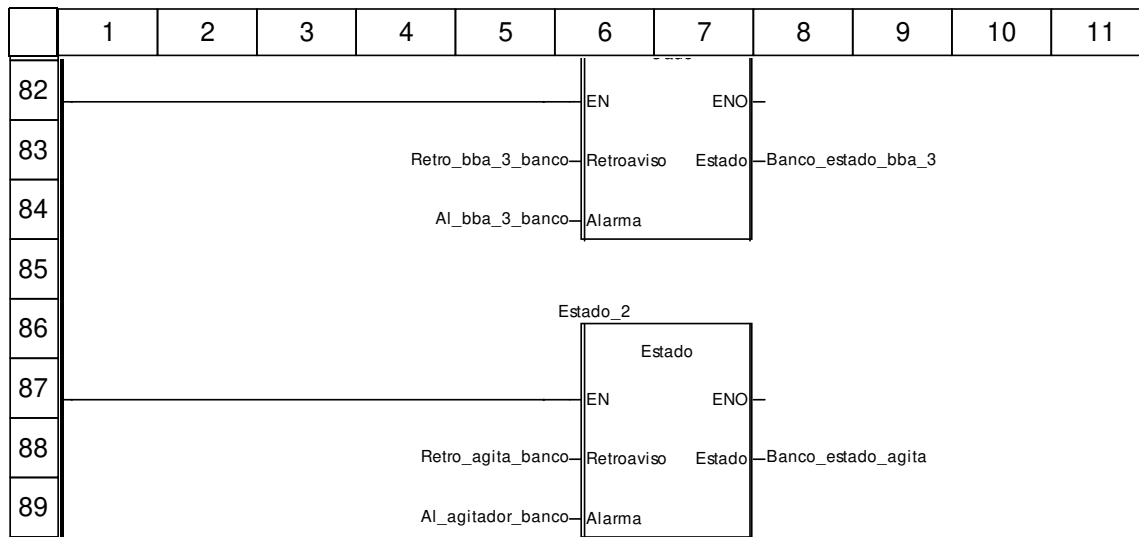 1 2 3 4 5 6 7 8 9 10 11
82 EN ENO
83 Retro_bba_3_banco Retroaviso Estado Banco_estado_bba_3
84 Al_bba_3_banco Alarma
85
86 Estado_2
Estado
87 EN ENO
88 Retro_agita_banco Retroaviso Estado Banco_estado_agita
89 Al_agitador_banco Alarma